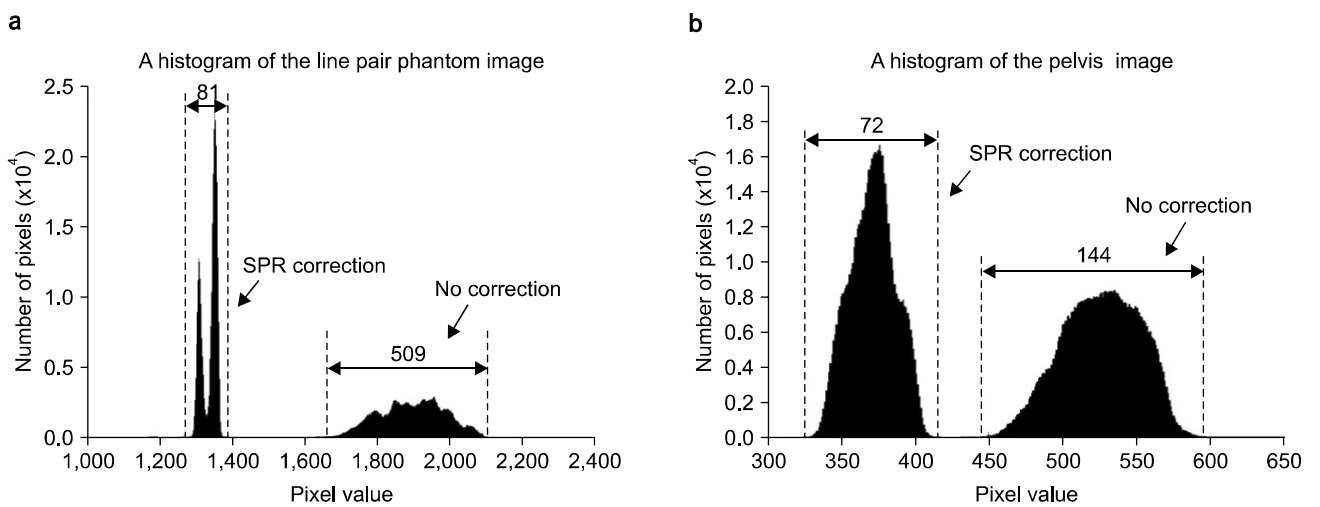 a
A histogram of the line pair phantom image
Number of pixels (x10^4)
2.5
2.0
1.5
1.0
0.5
0.0
81
SPR correction
No correction
509
1,000 1,200 1,400 1,600 1,800 2,000 2,200 2,400
Pixel value
b
A histogram of the pelvis image
Number of pixels (x10^4)
2.0
1.8
1.6
1.4
1.2
1.0
0.8
0.6
0.4
0.2
0.0
72
SPR correction
No correction
144
300 350 400 450 500 550 600 650
Pixel value